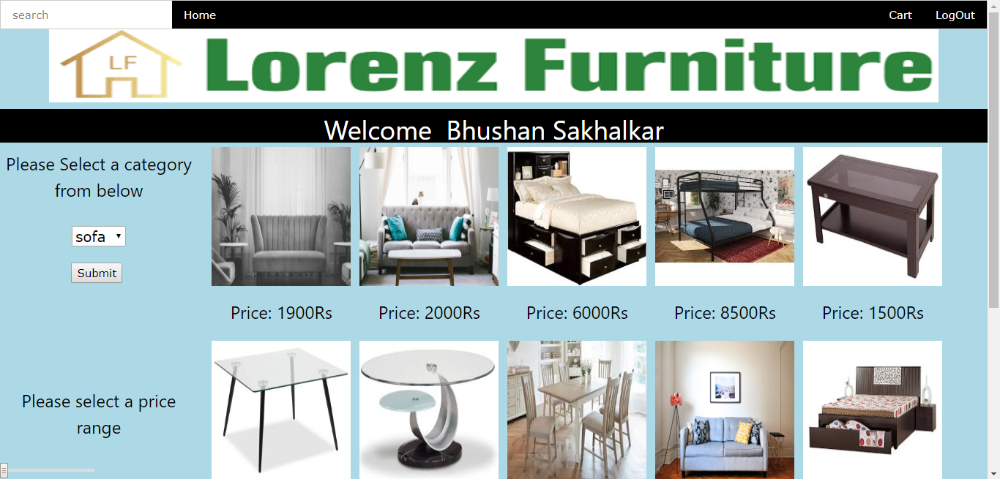 search
Home
Cart
LogOut
LF
Lorenz Furniture
Welcome  Bhushan Sakhalkar
Please Select a category
from below
sofa
Submit
Price: 1900Rs
Price: 2000Rs
Price: 6000Rs
Price: 8500Rs
Price: 1500Rs
Please select a price
range